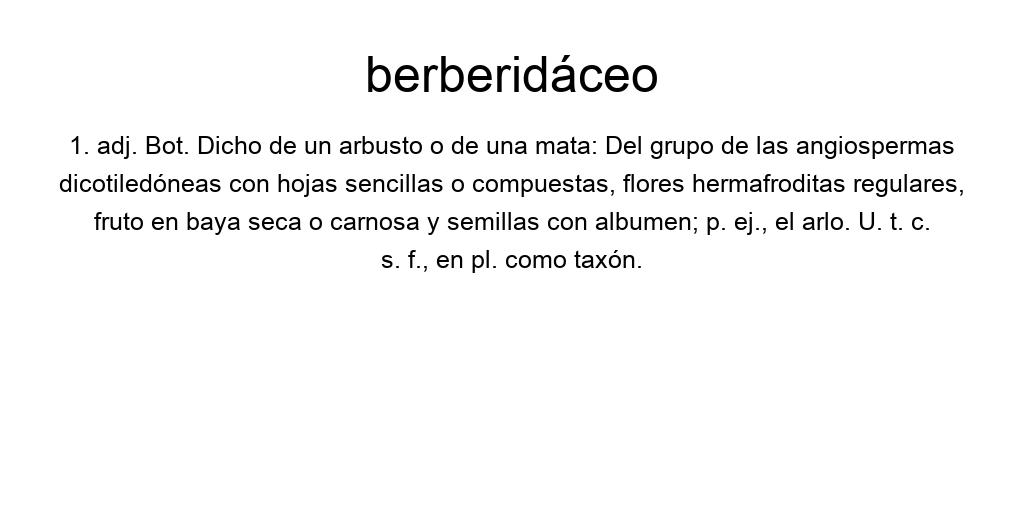 berberidáceo
1. adj. Bot. Dicho de un arbusto o de una mata: Del grupo de las angiospermas
dicotiledóneas con hojas sencillas o compuestas, flores hermafroditas regulares,
fruto en baya seca o carnosa y semillas con albumen; p. ej., el arlo. U. t. c.
s. f., en pl. como taxón.